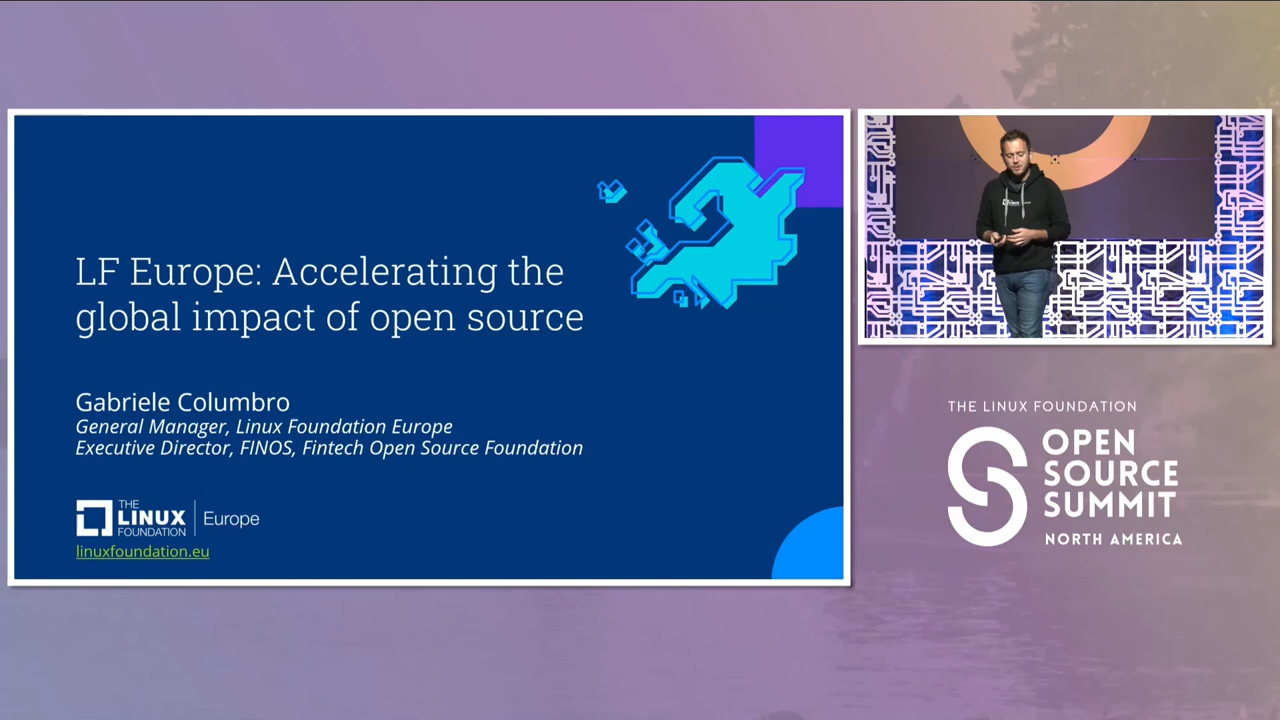 LF Europe: Accelerating the
global impact of open source
Gabriele Columbro
General Manager, Linux Foundation Europe
Executive Director, FINOS, Fintech Open Source Foundation
THE
LINUX
FOUNDATION
Europe
linuxfoundation.eu
THE LINUX FOUNDATION
OPEN
SOURCE
SUMMIT
NORTH AMERICA